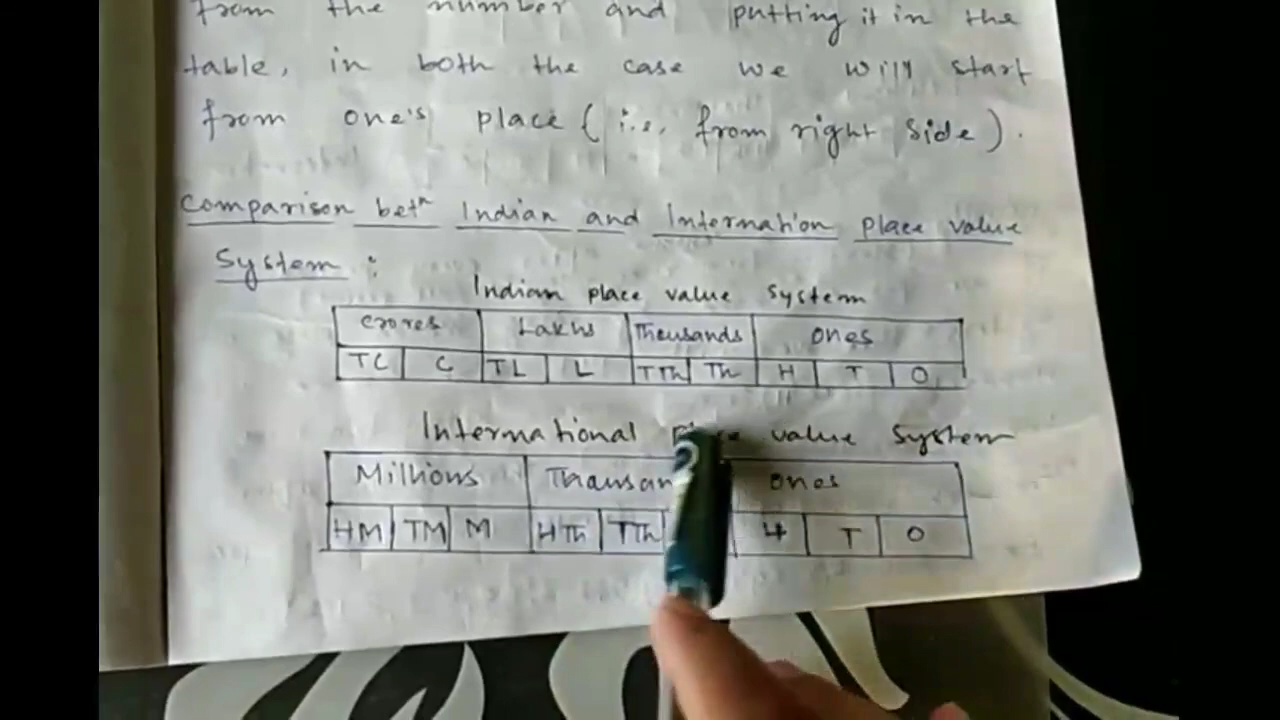 from the number and putting it in the
table, in both the case we will start
from one's place (i.e. from right side).
Comparison betn Indian and Internation place value
System :
Indian place value system
Crores Lakhs Thousands ones
TC C TL L TTh Th H T O
International value system
Millions ones
HM TM M HTh TTh H T O